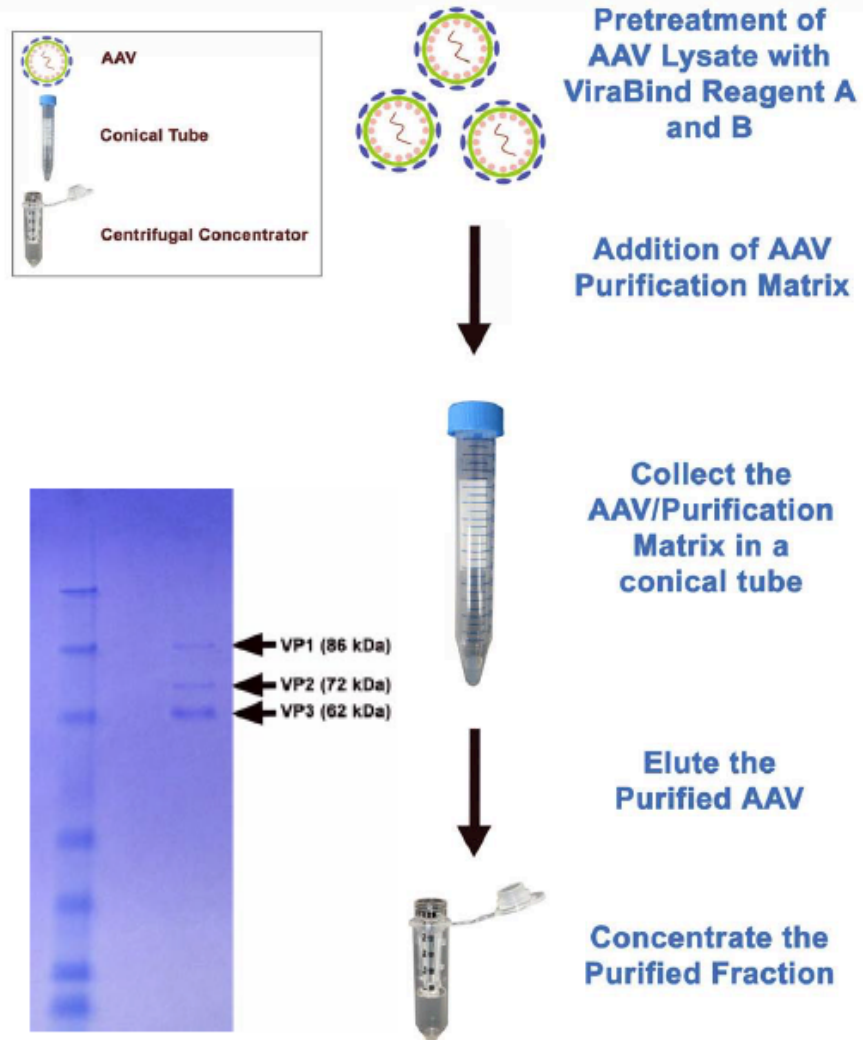 AAV
Conical Tube
Centrifugal Concentrator
Pretreatment of
AAV Lysate with
ViraBind Reagent A
and B
Addition of AAV
Purification Matrix
Collect the
AAV/Purification
Matrix in a
conical tube
VP1 (86 kDa)
VP2 (72 kDa)
VP3 (62 kDa)
Elute the
Purified AAV
Concentrate the
Purified Fraction